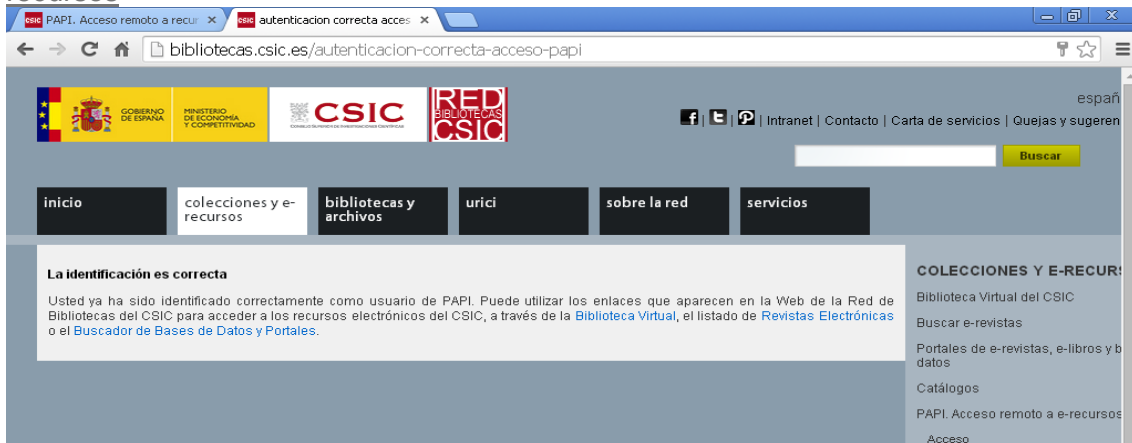 recursos
PAPI. Acceso remoto a recur
autenticacion correcta acces
bibliotecas.csic.es/autenticacion-correcta-acceso-papi
GOBIERNO
DE ESPAÑA
MINISTERIO
DE ECONOMÍA
Y COMPETITIVIDAD
CSIC
RED
BIBLIOTECAS
CSIC
españ
Intranet | Contacto | Carta de servicios | Quejas y sugeren
Buscar
inicio
colecciones y e-
recursos
bibliotecas y
archivos
urici
sobre la red
servicios
La identificación es correcta
Usted ya ha sido identificado correctamente como usuario de PAPI. Puede utilizar los enlaces que aparecen en la Web de la Red de
Bibliotecas del CSIC para acceder a los recursos electrónicos del CSIC, a través de la Biblioteca Virtual, el listado de Revistas Electrónicas
o el Buscador de Bases de Datos y Portales.
COLECCIONES Y E-RECURS
Biblioteca Virtual del CSIC
Buscar e-revistas
Portales de e-revistas, e-libros y b
datos
Catálogos
PAPI. Acceso remoto a e-recursos
Acceso